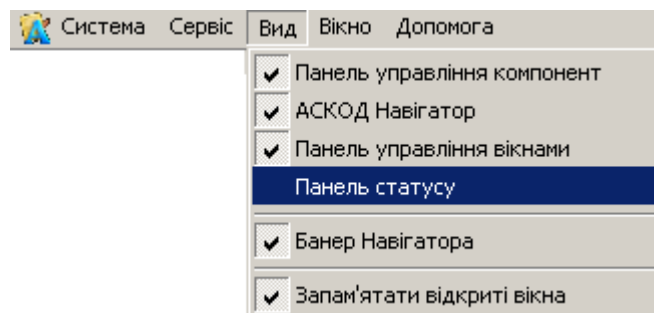 Система Сервіс Вид Вікно Допомога
Панель управління компонент
АСКОД Навігатор
Панель управління вікнами
Панель статусу
Банер Навігатора
Запам'ятати відкриті вікна